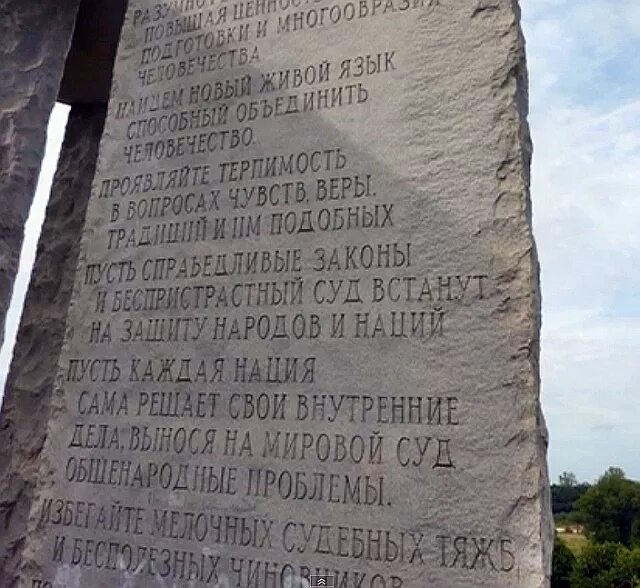 ПОВЫШАЯ ЦЕННОСТЬ
ПОДГОТОВКИ И МНОГООБРАЗИЯ
ЧЕЛОВЕЧЕСТВА
НАЙДЕМ НОВЫЙ ЖИВОЙ ЯЗЫК
СПОСОБНЫЙ ОБЪЕДИНИТЬ
ЧЕЛОВЕЧЕСТВО.
ПРОЯВЛЯЙТЕ ТЕРПИМОСТЬ
В ВОПРОСАХ ЧУВСТВ, ВЕРЫ.
ТРАДИЦИЙ И ИМ ПОДОБНЫХ
ПУСТЬ СПРАВЕДЛИВЫЕ ЗАКОНЫ
И БЕСПРИСТРАСТНЫЙ СУД ВСТАНУТ
НА ЗАЩИТУ НАРОДОВ И НАЦИЙ
ПУСТЬ КАЖДАЯ НАЦИЯ
САМА РЕШАЕТ СВОИ ВНУТРЕННИЕ
ДЕЛА, ВЫНОСЯ НА МИРОВОЙ СУД
ОБЩЕНАРОДНЫЕ ПРОБЛЕМЫ.
ИЗБЕГАЙТЕ МЕЛОЧНЫХ СУДЕБНЫХ ТЯЖБ
И БЕСПОЛЕЗНЫХ ЧИНОВНИКОВ